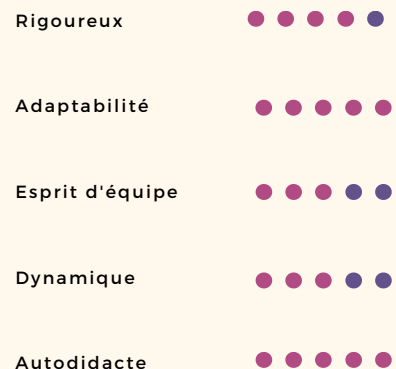 Rigoureux
Adaptabilité
Esprit d'équipe
Dynamique
Autodidacte